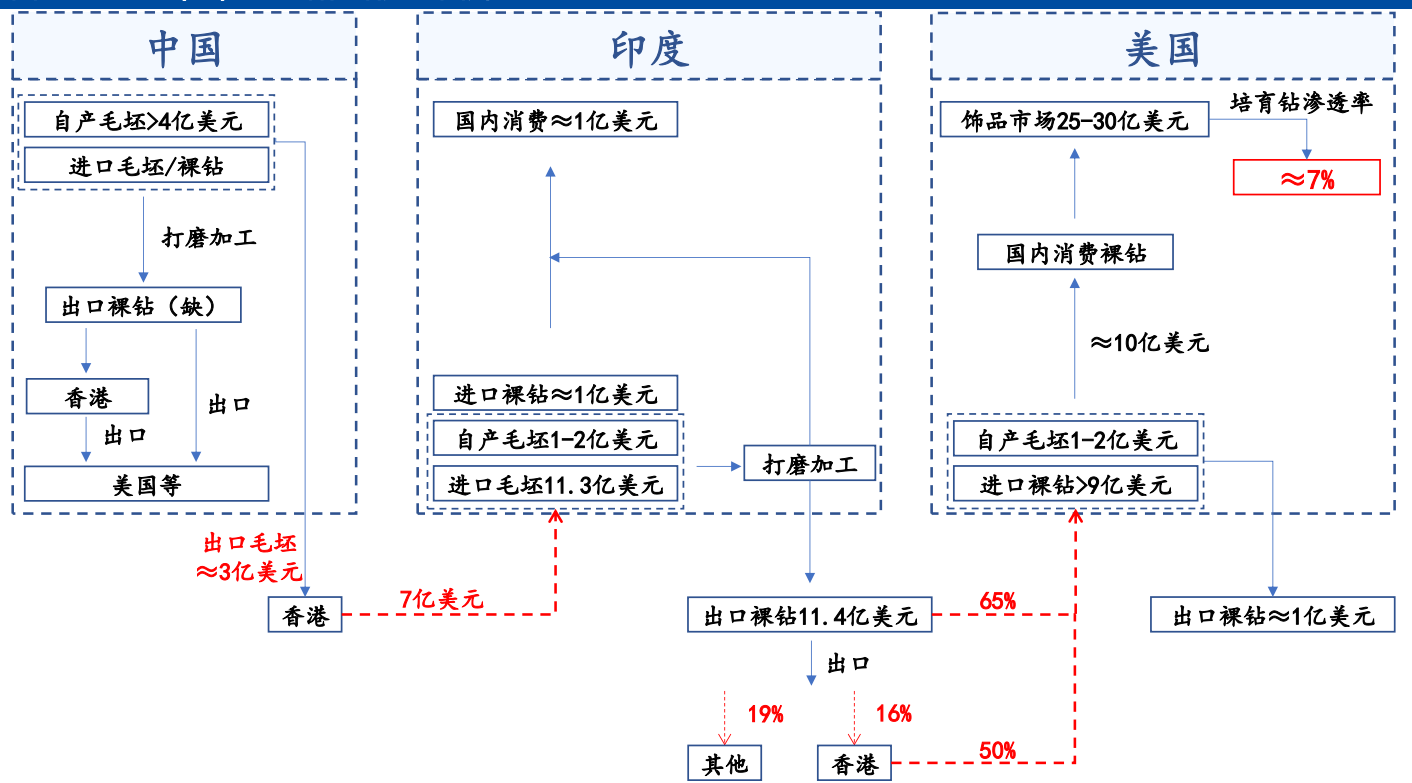 中国
自产毛坯>4亿美元
进口毛坯/裸钻
打磨加工
出口裸钻（缺）
香港
出口
出口
美国等
出口毛坯
≈3亿美元
香港
7亿美元
印度
国内消费≈1亿美元
进口裸钻≈1亿美元
自产毛坯1-2亿美元
进口毛坯11.3亿美元
打磨加工
出口裸钻11.4亿美元
65%
出口
19%
16%
其他
香港
50%
美国
饰品市场25-30亿美元
培育钻渗透率
≈7%
国内消费裸钻
≈10亿美元
自产毛坯1-2亿美元
进口裸钻>9亿美元
出口裸钻≈1亿美元